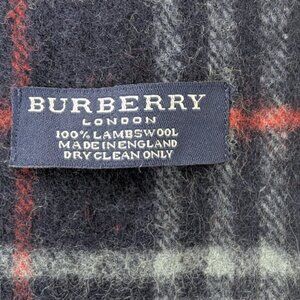 BURBERRY
LONDON
100% LAMBSWOOL
MADE IN ENGLAND
DRY CLEAN ONLY